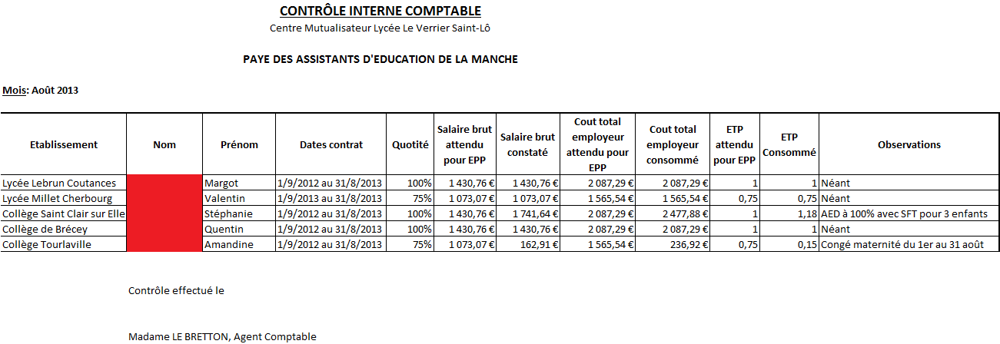 CONTRÔLE INTERNE COMPTABLE
Centre Mutualisateur Lycée Le Verrier Saint-Lô
PAYE DES ASSISTANTS D'EDUCATION DE LA MANCHE
Mois: Août 2013
Etablissement Nom Prénom Dates contrat Quotité Salaire brut attendu pour EPP Salaire brut constaté Cout total employeur attendu pour EPP Cout total employeur consommé ETP attendu pour EPP ETP Consommé Observations
Lycée Lebrun Coutances Margot 1/9/2012 au 31/8/2013 100% 1 430,76 € 1 430,76 € 2 087,29 € 2 087,29 € 1 1 Néant
Lycée Millet Cherbourg Valentin 1/9/2013 au 31/8/2013 75% 1 073,07 € 1 073,07 € 1 565,54 € 1 565,54 € 0,75 0,75 Néant
Collège Saint Clair sur Elle Stéphanie 1/9/2012 au 31/8/2013 100% 1 430,76 € 1 741,64 € 2 087,29 € 2 477,88 € 1 1,18 AED à 100% avec SFT pour 3 enfants
Collège de Brécey Quentin 1/9/2012 au 31/8/2013 100% 1 430,76 € 1 430,76 € 2 087,29 € 2 087,29 € 1 1 Néant
Collège Tourlaville Amandine 1/9/2012 au 31/8/2013 75% 1 073,07 € 162,91 € 1 565,54 € 236,92 € 0,75 0,15 Congé maternité du 1er au 31 août
Contrôle effectué le
Madame LE BRETTON, Agent Comptable